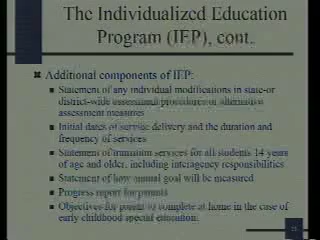 The Individualized Education
Program (IEP), cont.
Additional components of IEP:
Statement of any individual modifications in state-or
district-wide assessment procedures or alternative
assessment measures
Initial dates of service delivery and the duration and
frequency of services
Statement of transition services for all students 14 years
of age and older, including interagency responsibilities
Statement of how annual goal will be measured
Progress report for parents
Objectives for parent to complete at home in the case of
early childhood special education.